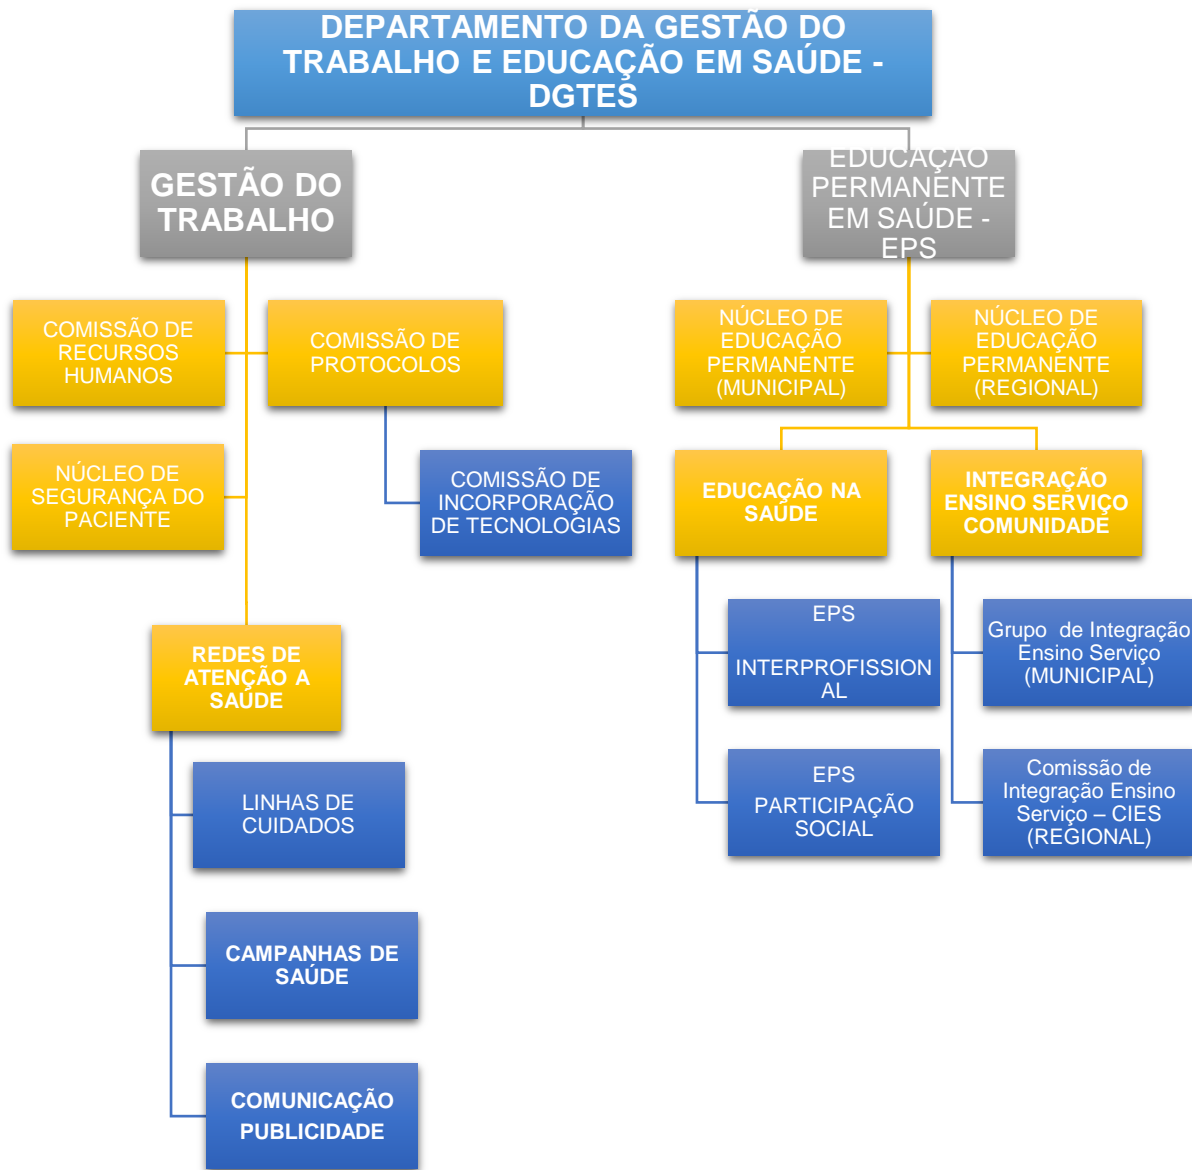 DEPARTAMENTO DA GESTÃO DO
TRABALHO E EDUCAÇÃO EM SAÚDE -
DGTES
GESTÃO DO
TRABALHO
EDUCAÇÃO
PERMANENTE
EM SAÚDE -
EPS
COMISSÃO DE
RECURSOS
HUMANOS
COMISSÃO DE
PROTOCOLOS
NÚCLEO DE
EDUCAÇÃO
PERMANENTE
(MUNICIPAL)
NÚCLEO DE
EDUCAÇÃO
PERMANENTE
(REGIONAL)
NÚCLEO DE
SEGURANÇA DO
PACIENTE
COMISSÃO DE
INCORPORAÇÃO
DE TECNOLOGIAS
EDUCAÇÃO NA
SAÚDE
INTEGRAÇÃO
ENSINO SERVIÇO
COMUNIDADE
REDES DE
ATENÇÃO A
SAÚDE
EPS
INTERPROFISSION
AL
Grupo  de Integração
Ensino Serviço
(MUNICIPAL)
LINHAS DE
CUIDADOS
EPS
PARTICIPAÇÃO
SOCIAL
Comissão de
Integração Ensino
Serviço – CIES
(REGIONAL)
CAMPANHAS DE
SAÚDE
COMUNICAÇÃO
PUBLICIDADE